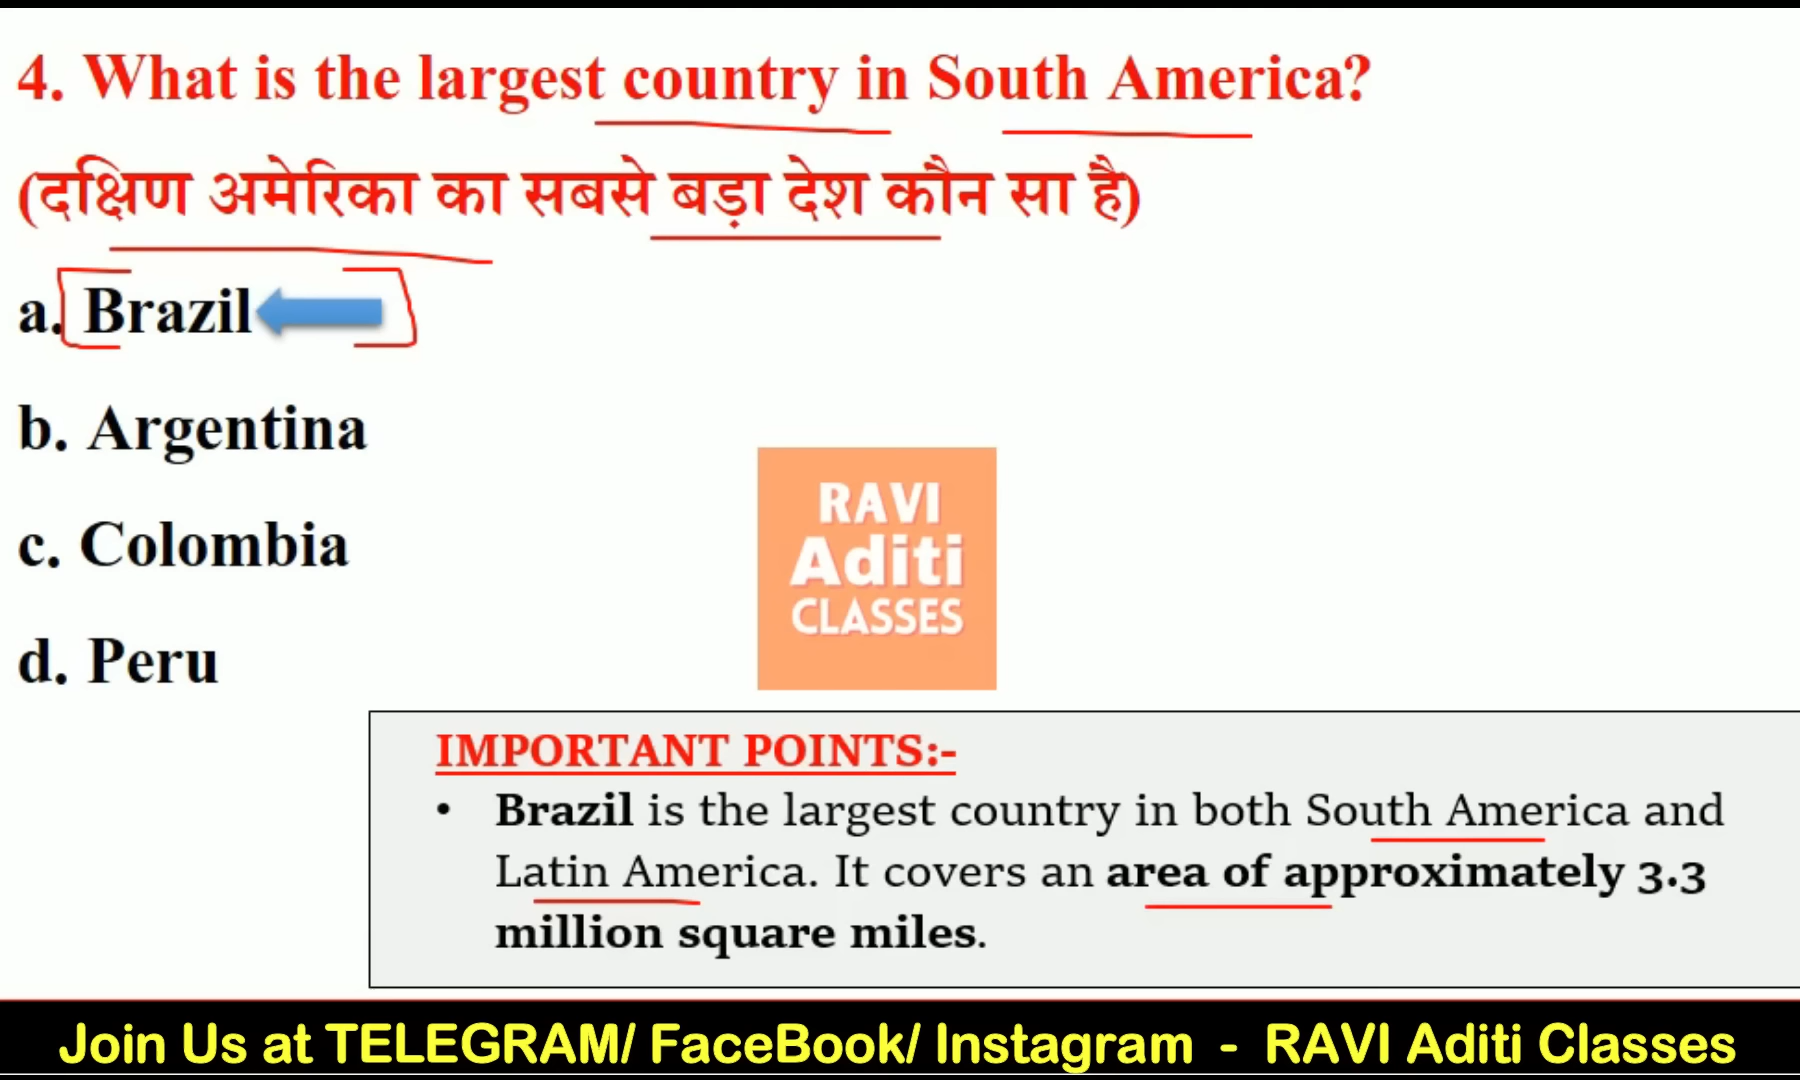 4. What is the largest country in South America?
(दक्षिण अमेरिका का सबसे बड़ा देश कौन सा है)
a. Brazil
b. Argentina
c. Colombia
d. Peru
RAVI
Aditi
CLASSES
IMPORTANT POINTS:-
• Brazil is the largest country in both South America and
Latin America. It covers an area of approximately 3.3
million square miles.
Join Us at TELEGRAM/ FaceBook/ Instagram - RAVI Aditi Classes